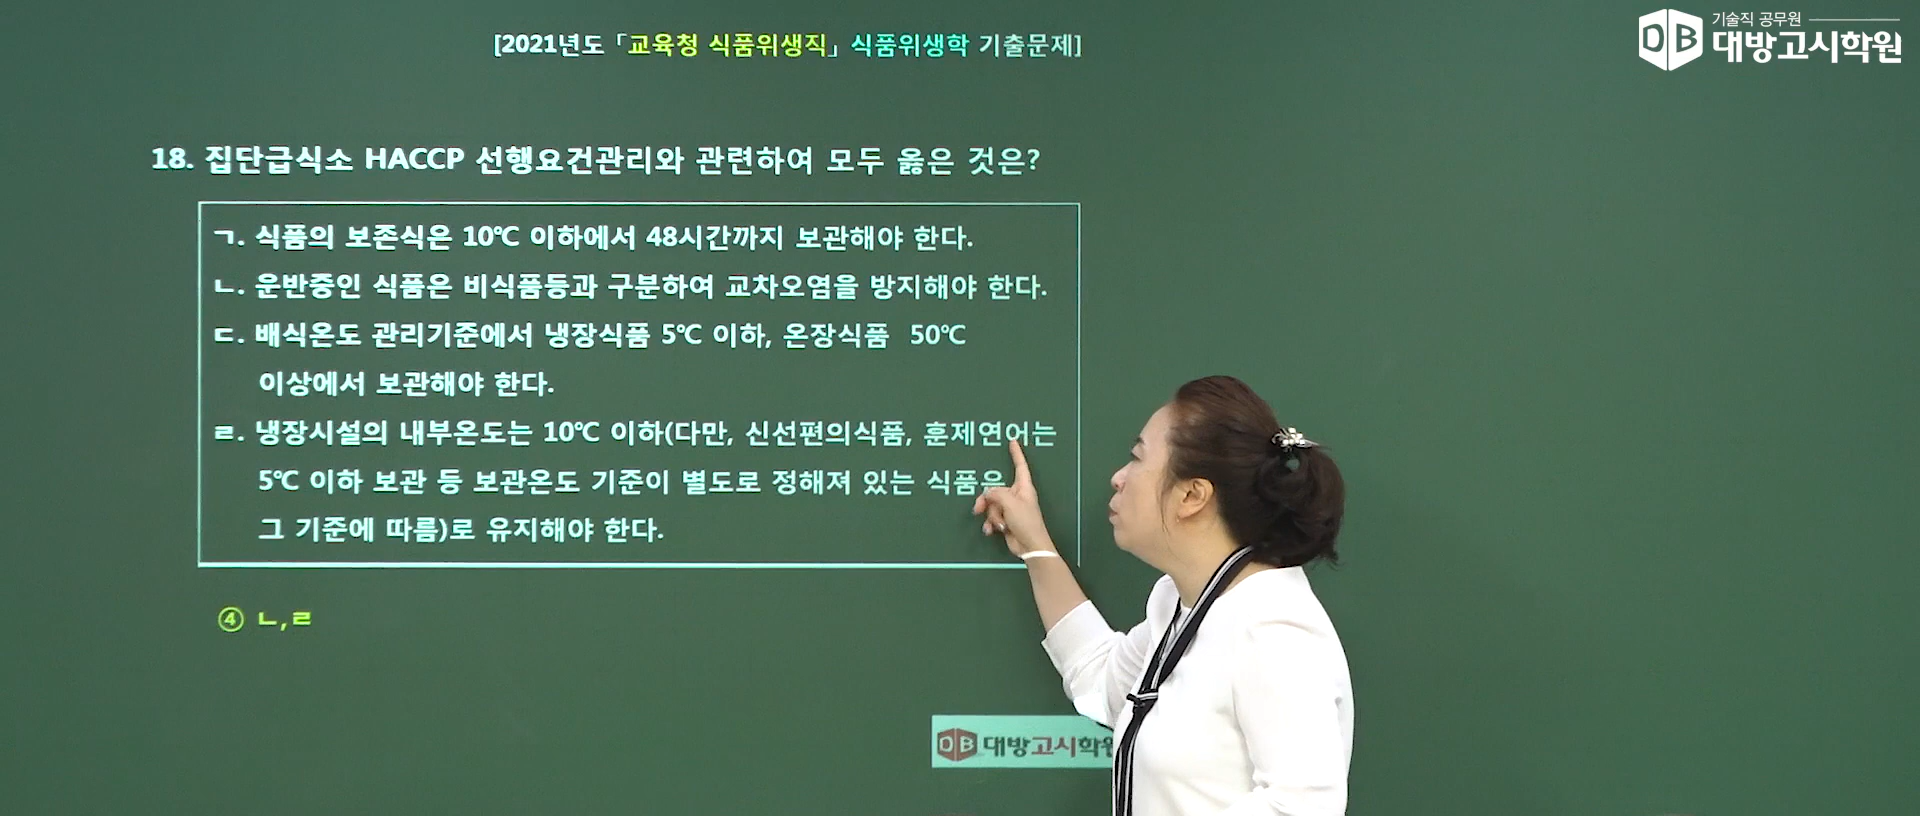 [2021년도 「교육청 식품위생직」 식품위생학 기출문제]
기술직 공무원
DB 대방고시학원
18. 집단급식소 HACCP 선행요건관리와 관련하여 모두 옳은 것은?
ㄱ. 식품의 보존식은 10℃ 이하에서 48시간까지 보관해야 한다.
ㄴ. 운반중인 식품은 비식품등과 구분하여 교차오염을 방지해야 한다.
ㄷ. 배식온도 관리기준에서 냉장식품 5℃ 이하, 온장식품 50℃
이상에서 보관해야 한다.
ㄹ. 냉장시설의 내부온도는 10℃ 이하(다만, 신선편의식품, 훈제연어는
5℃ 이하 보관 등 보관온도 기준이 별도로 정해져 있는 식품은
그 기준에 따름)로 유지해야 한다.
④ ㄴ,ㄹ
DB 대방고시학원